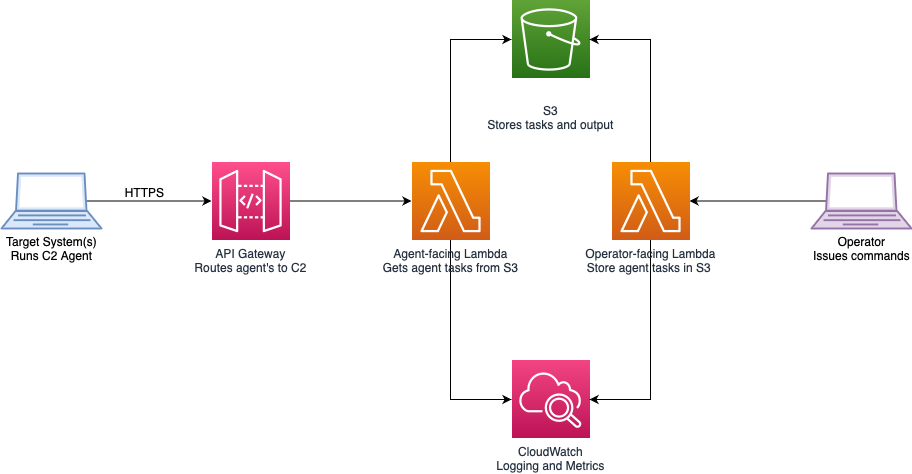 S3
Stores tasks and output
HTTPS
</>
Target System(s)
Runs C2 Agent
API Gateway
Routes agent's to C2
Agent-facing Lambda
Gets agent tasks from S3
Operator-facing Lambda
Store agent tasks in S3
Operator
Issues commands
CloudWatch
Logging and Metrics